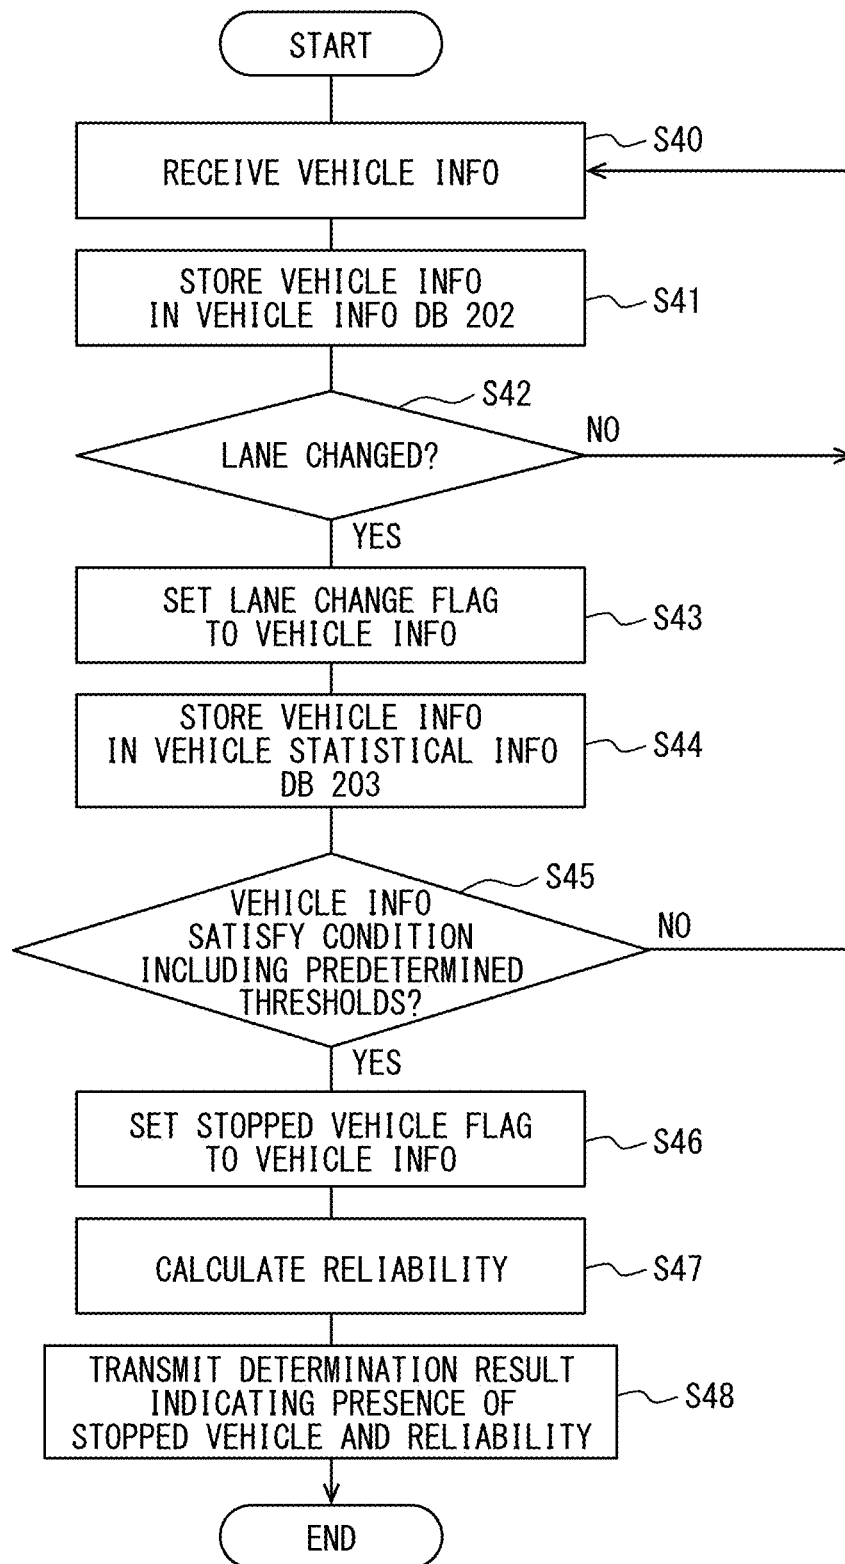 START
RECEIVE VEHICLE INFO
S40
STORE VEHICLE INFO
IN VEHICLE INFO DB 202
S41
S42
LANE CHANGED?
NO
YES
SET LANE CHANGE FLAG
TO VEHICLE INFO
S43
STORE VEHICLE INFO
IN VEHICLE STATISTICAL INFO
DB 203
S44
S45
VEHICLE INFO
SATISFY CONDITION
INCLUDING PREDETERMINED
THRESHOLDS?
NO
YES
SET STOPPED VEHICLE FLAG
TO VEHICLE INFO
S46
CALCULATE RELIABILITY
S47
TRANSMIT DETERMINATION RESULT
INDICATING PRESENCE OF
STOPPED VEHICLE AND RELIABILITY
S48
END